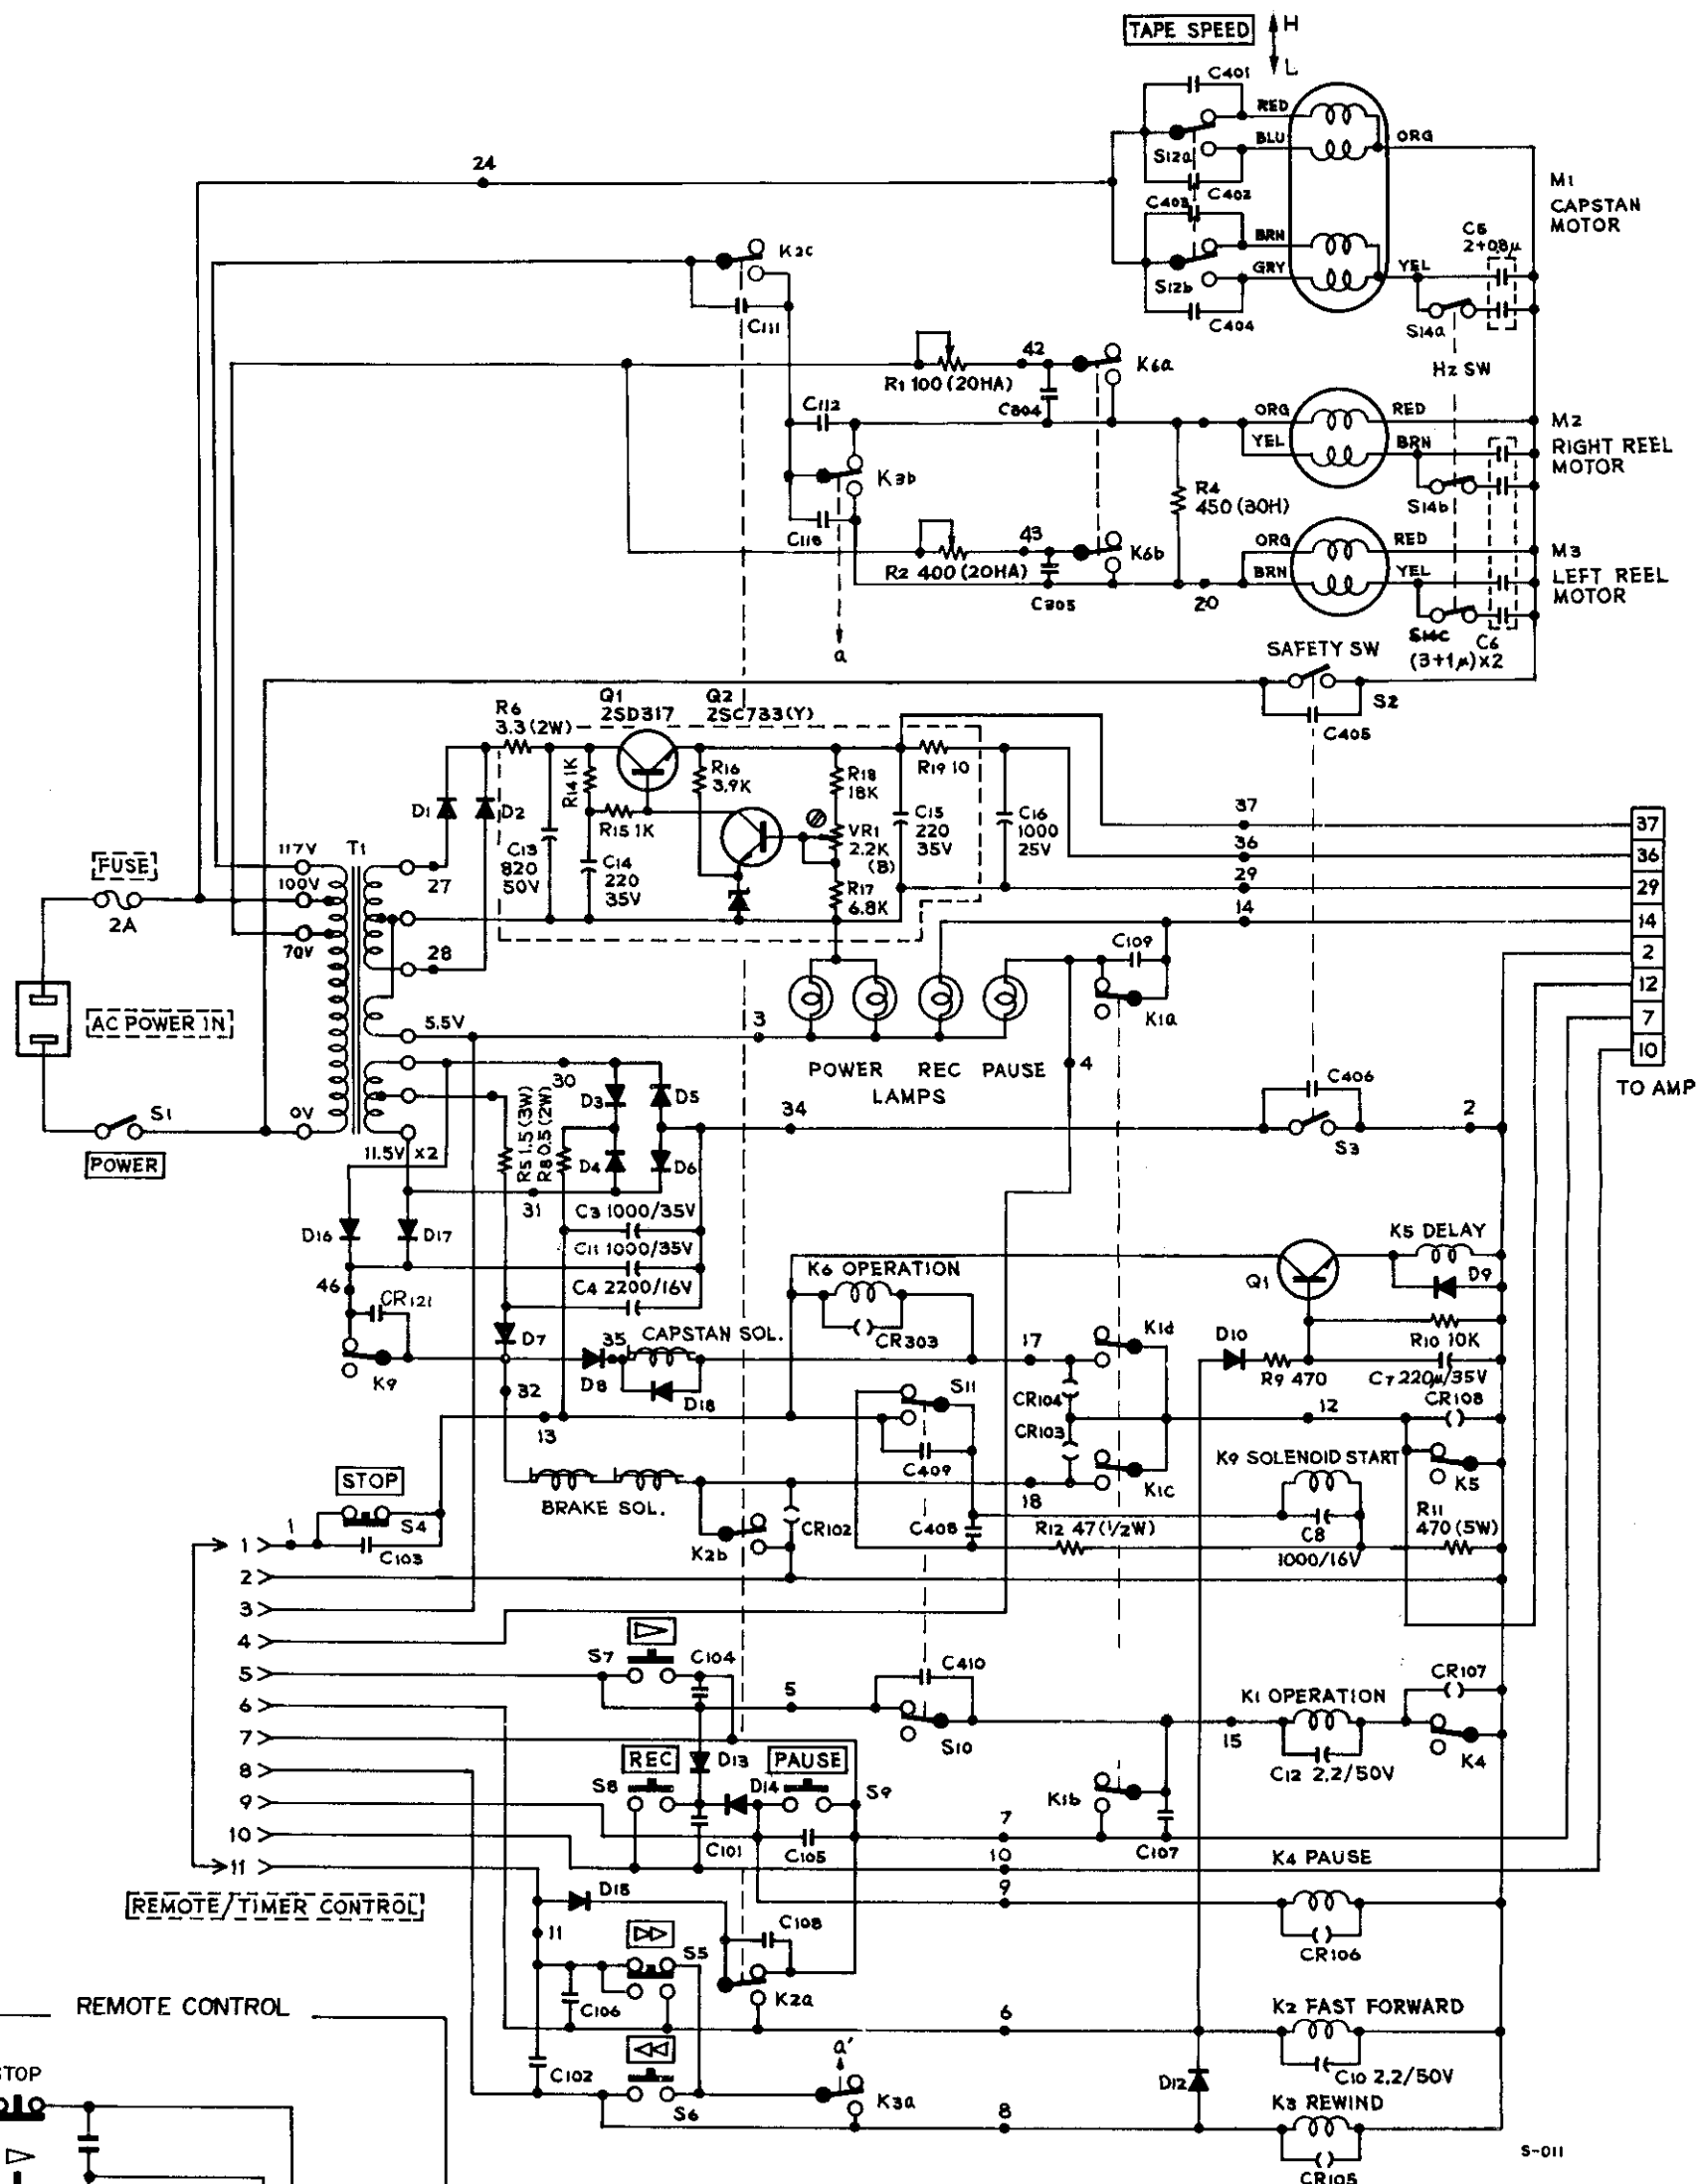 TAPE SPEED
H
L
C401
RED
BLU
ORG
S12a
C402
C403
BRN
GRY
YEL
S12b
C404
M1
CAPSTAN
MOTOR
C5
2+0.8μ
S14a
Hz SW
24
K2c
C111
R1 100 (20HA)
42
K6a
C304
C112
K3b
C115
ORG
YEL
RED
BRN
M2
RIGHT REEL
MOTOR
R4
450 (30H)
S14b
43
R2 400 (20HA)
K6b
C305
20
ORG
BRN
RED
YEL
M3
LEFT REEL
MOTOR
S14c
C6
(3+1μ)x2
a
SAFETY SW
S2
C405
R6
3.3 (2W)
Q1
2SD317
Q2
2SC733(Y)
R14 1K
R15 1K
R16
3.9K
R18
18K
VR1
2.2K
(B)
R17
6.8K
R19 10
C15
220
35V
C16
1000
25V
C13
820
50V
C14
220
35V
D1
D2
27
28
T1
117V
100V
70V
0V
5.5V
11.5V x2
FUSE
2A
AC POWER IN
S1
POWER
37
36
29
14
37
36
29
14
2
12
7
10
TO AMP
C109
K1a
3
4
POWER REC PAUSE
LAMPS
30
D3
D5
D4
D6
R5 1.5 (3W)
R8 0.5 (2W)
34
31
C406
S3
2
C3 1000/35V
C11 1000/35V
C4 2200/16V
D16
D17
46
CR121
K9
D7
35
CAPSTAN SOL.
D8
D18
32
13
K6 OPERATION
CR303
17
K1d
CR104
CR103
K1c
18
S11
C409
C408
Q1
K5 DELAY
D9
D10
R9 470
R10 10K
C7 220μ/35V
CR108
12
K5
K9 SOLENOID START
C8
1000/16V
R11
470 (5W)
R12 47 (1/2W)
BRAKE SOL.
K2b
CR102
STOP
S4
C103
1
1
2
3
4
5
6
7
8
9
10
11
REMOTE/TIMER CONTROL
S7
C104
5
C410
S10
K1 OPERATION
15
C12 2.2/50V
CR107
K4
D13
REC
S8
D14
PAUSE
S9
C101
C105
K1b
C107
7
10
9
K4 PAUSE
CR106
D15
11
C108
S5
C106
K2a
6
K2 FAST FORWARD
C10 2.2/50V
C102
S6
a'
K3a
8
D12
K3 REWIND
CR105
REMOTE CONTROL
STOP
S-011